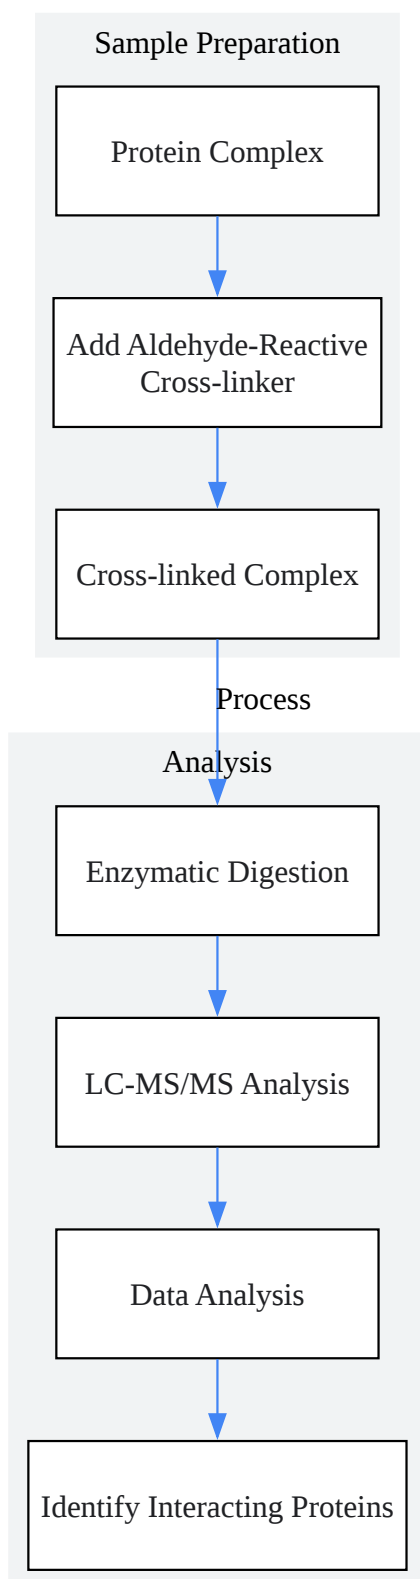 Sample Preparation
Protein Complex
Add Aldehyde-Reactive
Cross-linker
Cross-linked Complex
Process
Analysis
Enzymatic Digestion
LC-MS/MS Analysis
Data Analysis
Identify Interacting Proteins